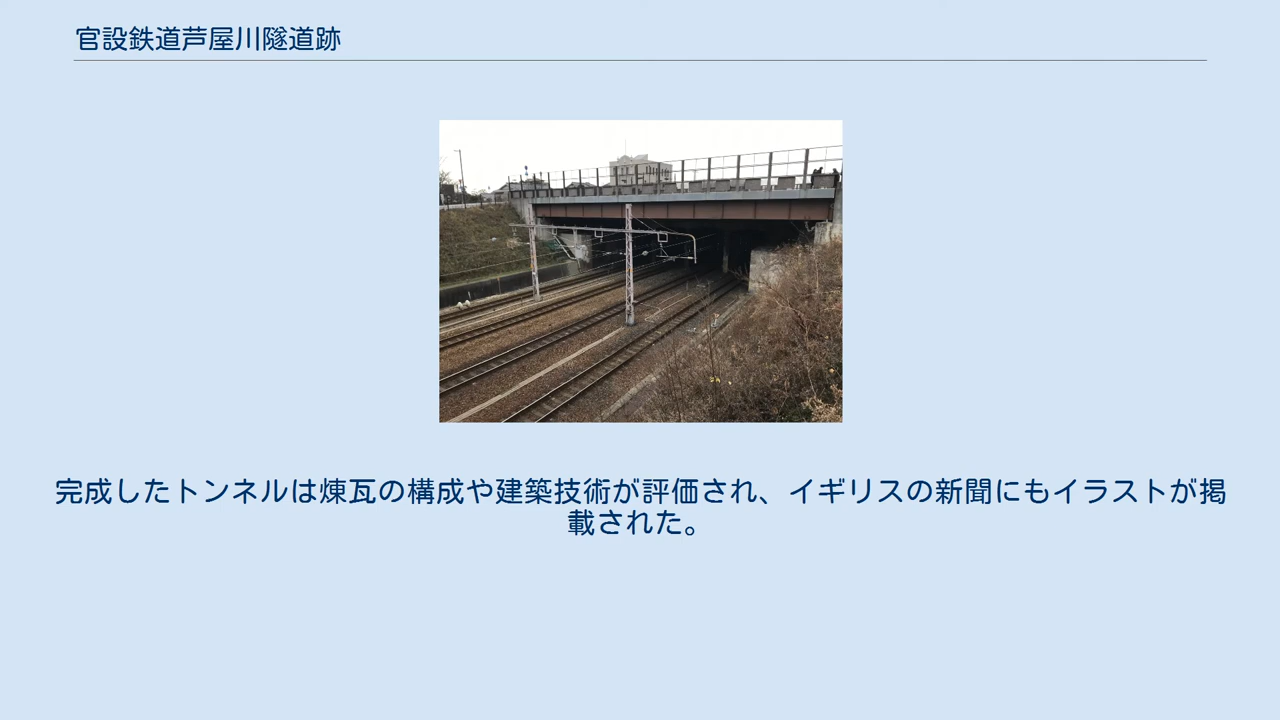 官設鉄道芦屋川隧道跡
完成したトンネルは煉瓦の構成や建築技術が評価され、イギリスの新聞にもイラストが掲
載された。